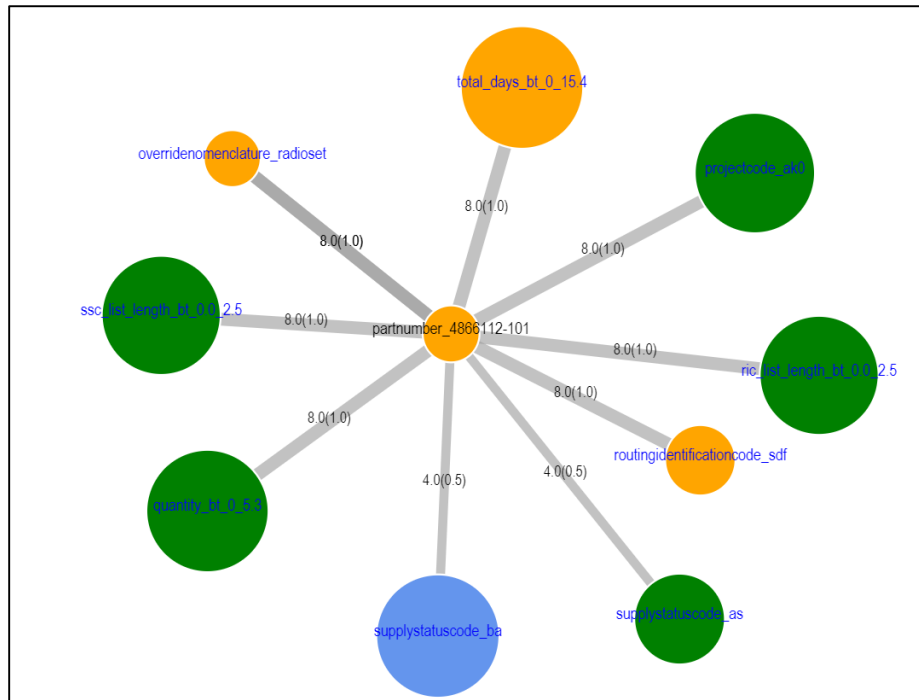 total_days_bt_0_15.4
overridenomenclature_radioset
projectcode_ak0
8.0(1.0)
8.0(1.0)
8.0(1.0)
ssc_list_length_bt_0.0_2.5
8.0(1.0)
partnumber_4866112-101
8.0(1.0)
ric_list_length_bt_0.0_2.5
8.0(1.0)
8.0(1.0)
routingidentificationcode_sdf
4.0(0.5)
4.0(0.5)
quantity_bt_0_5.3
supplystatuscode_as
supplystatuscode_ba